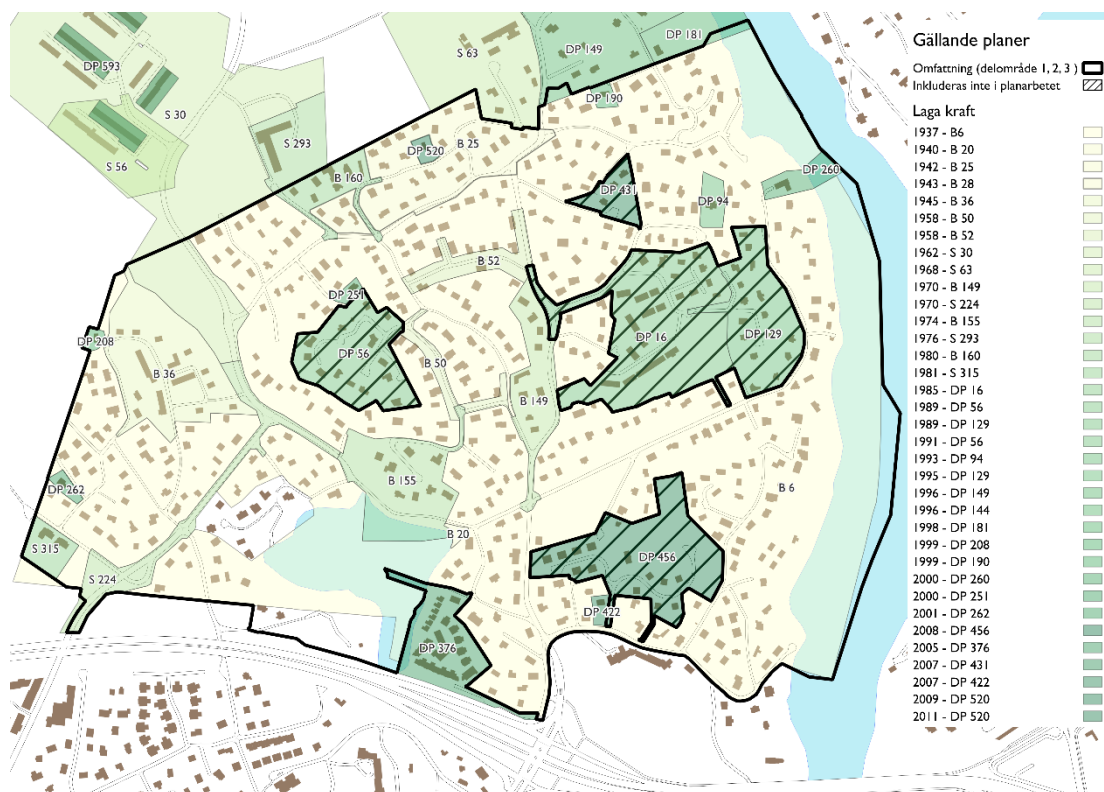 DP 181
S 63
DP 149
DP 593
DP 190
S 30
S 293
DP 520
B 25
S 56
B 160
DP 260
DP 431
DP 94
B 52
DP 251
DP 208
DP 16
DP 129
DP 56
B 50
B 36
B 149
B 155
DP 262
B 6
B 20
S 315
DP 456
S 224
DP 422
DP 376
Gällande planer
Omfattning (delområde 1, 2, 3 )
Inkluderas inte i planarbetet
Laga kraft
1937 - B6
1940 - B 20
1942 - B 25
1943 - B 28
1945 - B 36
1958 - B 50
1958 - B 52
1962 - S 30
1968 - S 63
1970 - B 149
1970 - S 224
1974 - B 155
1976 - S 293
1980 - B 160
1981 - S 315
1985 - DP 16
1989 - DP 56
1989 - DP 129
1991 - DP 56
1993 - DP 94
1995 - DP 129
1996 - DP 149
1996 - DP 144
1998 - DP 181
1999 - DP 208
1999 - DP 190
2000 - DP 260
2000 - DP 251
2001 - DP 262
2008 - DP 456
2005 - DP 376
2007 - DP 431
2007 - DP 422
2009 - DP 520
2011 - DP 520